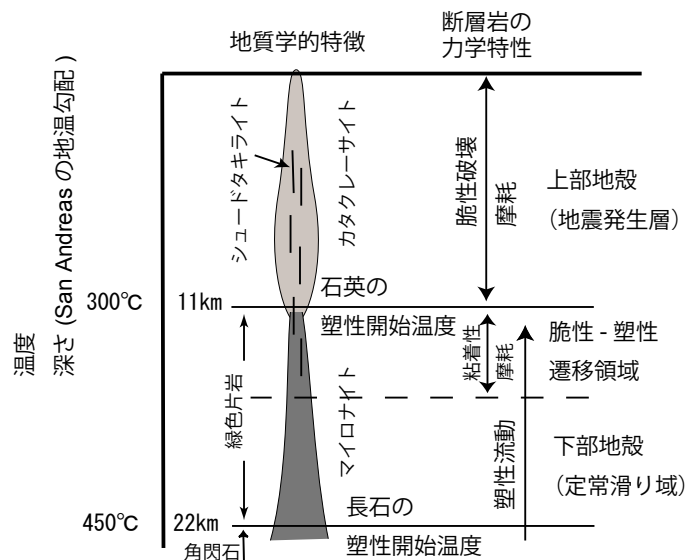 地質学的特徴
断層岩の
力学特性
温度
深さ (San Andreas の地温勾配 )
シュードタキライト
カタクレーサイト
脆性破壊
摩耗
上部地殻
(地震発生層)
300℃
11km
石英の
塑性開始温度
粘着性
摩耗
脆性 - 塑性
遷移領域
緑色片岩
マイロナイト
塑性流動
下部地殻
(定常滑り域)
450℃
22km
長石の
塑性開始温度
角閃石